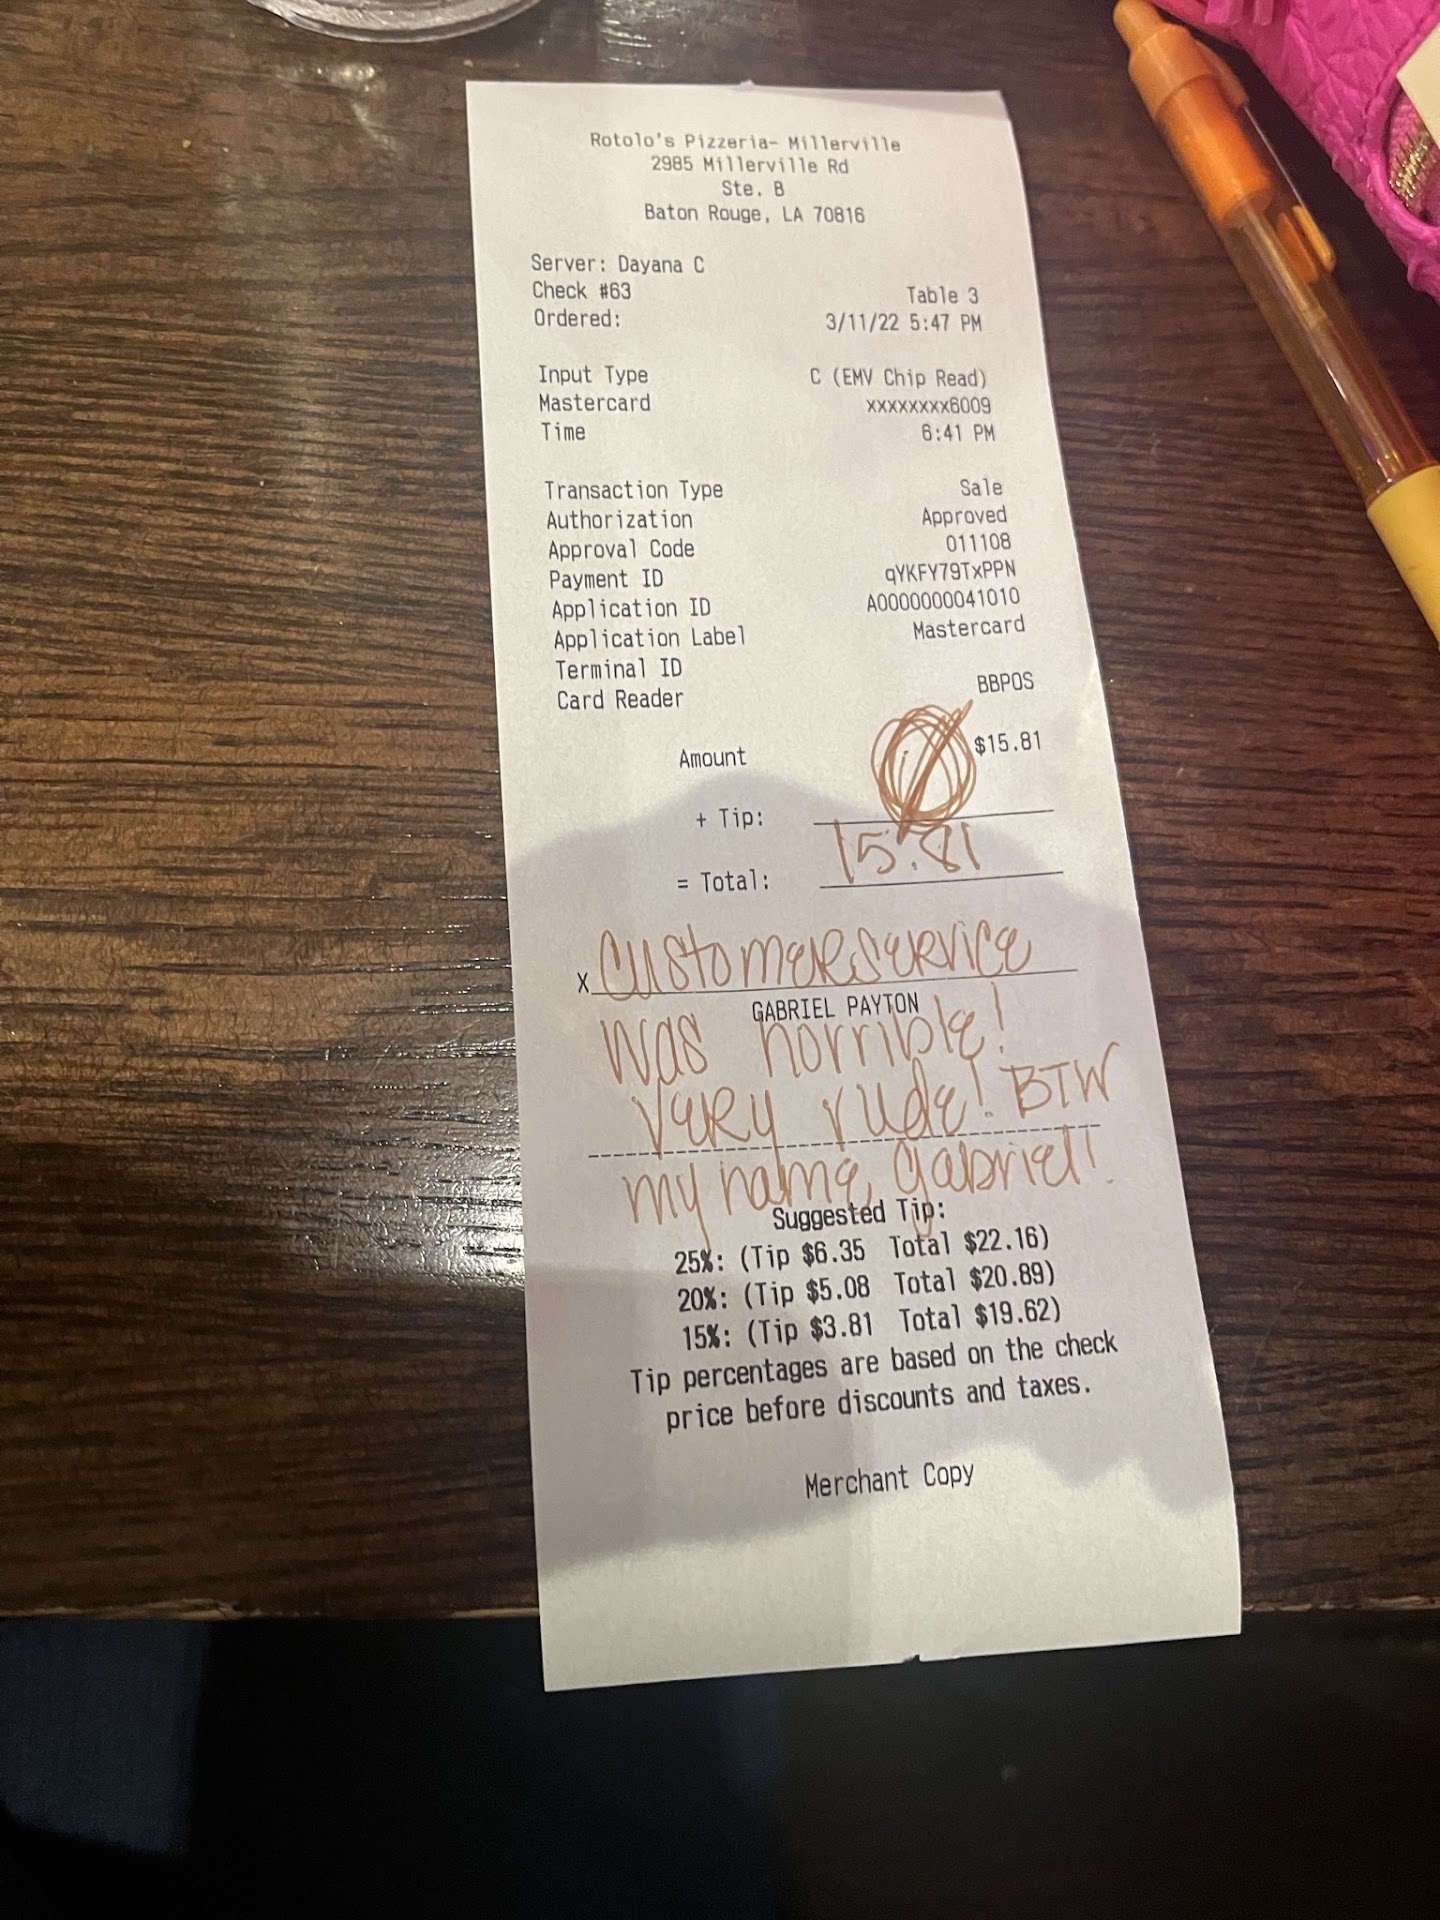 Rotolo's Pizzeria- Millerville
2985 Millerville Rd
Ste. B
Baton Rouge, LA 70816
Server: Dayana C
Check #63 Table 3
Ordered: 3/11/22 5:47 PM
Input Type C (EMV Chip Read)
Mastercard xxxxxxxx6009
Time 6:41 PM
Transaction Type Sale
Authorization Approved
Approval Code 011108
Payment ID qYKFY79TxPPN
Application ID A0000000041010
Application Label Mastercard
Terminal ID
Card Reader BBPOS
Amount $15.81
+ Tip: 0
= Total: 15.81
X customer service
GABRIEL PAYTON
was horrible!
very rude! BTW
my name Gabriel!
Suggested Tip:
25%: (Tip $6.35 Total $22.16)
20%: (Tip $5.08 Total $20.89)
15%: (Tip $3.81 Total $19.62)
Tip percentages are based on the check
price before discounts and taxes.
Merchant Copy